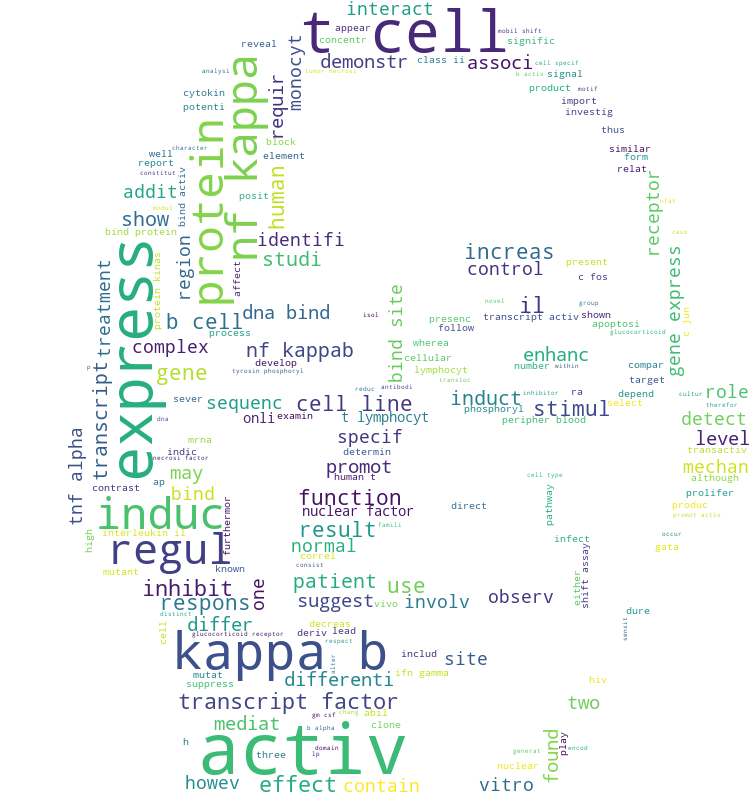 interact
t cell
appear
mobil shift
concentr
signific
reveal
demonstr
class ii
associ
cell specif
analysi
tumor necrosi
b activ
signal
monocyt
nf kappa
requir
cytokin
product
motif
potenti
import
investig
protein
thus
block
character
well
element
similar
report
form
constitut
bind activ
human
relat
receptor
addit
posit
modul
nfat
show
bind protein
caus
identifi
region
studi
increas
control
affect
gene express
express
treatment
protein kinas
present
c fos
bind site
novel
group
il
dna bind
isol
presenc
transcript activ
shown
c jun
b cell
process
follow
apoptosi
glucocorticoid
complex
nf kappab
wherea
enhanc
develop
cellular
number
within
compar
transcript
gene
tyrosin phosphoryl
lymphocyt
transloc
target
p
sever
sequenc
cell line
reduc
antibodi
induct
inhibitor
ra
depend
cultur
role
therefor
phosphoryl
stimul
select
dna
onli
examin
t lymphocyt
peripher blood
detect
tnf alpha
mrna
specif
level
indic
determin
transactiv
necrosi factor
promot
mechan
may
human t
cell type
although
contrast
ap
bind
function
pathway
prolifer
induc
furthermor
nuclear factor
direct
produc
famili
promot activ
high
interleukin il
result
infect
occur
regul
normal
shift assay
gata
correl
mutant
known
consist
either
inhibit
one
patient
use
vivo
respons
suggest
involv
observ
distinct
dure
differ
decreas
sensit
cell
glucocorticoid receptor
deriv
lead
kappa b
respect
includ
site
alter
mutat
suppress
differenti
ifn gamma
hiv
transcript factor
two
gm csf
chang
abil
mediat
b alpha
clone
activ
found
play
h
three
domain
lp
generat
encod
nuclear
howev
effect
contain
vitro